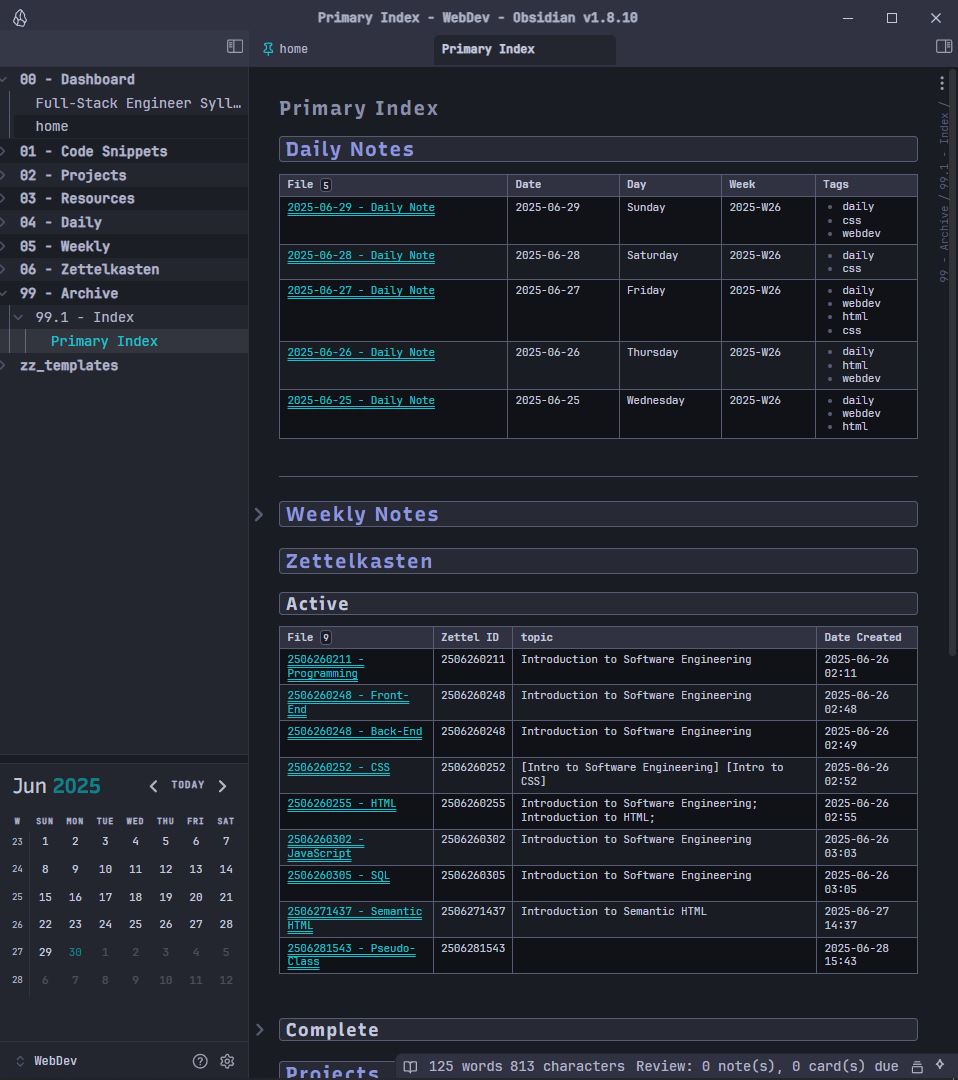 Primary Index - WebDev - Obsidian v1.8.10
home
Primary Index
00 - Dashboard
Full-Stack Engineer Syll…
home
01 - Code Snippets
02 - Projects
03 - Resources
04 - Daily
05 - Weekly
06 - Zettelkasten
99 - Archive
99.1 - Index
Primary Index
zz_templates
Jun 2025
TODAY
W SUN MON TUE WED THU FRI SAT
23 1 2 3 4 5 6 7
24 8 9 10 11 12 13 14
25 15 16 17 18 19 20 21
26 22 23 24 25 26 27 28
27 29 30 1 2 3 4 5
28 6 7 8 9 10 11 12
WebDev
Primary Index
Daily Notes
File 5 Date Day Week Tags
2025-06-29 - Daily Note 2025-06-29 Sunday 2025-W26 daily
css
webdev
2025-06-28 - Daily Note 2025-06-28 Saturday 2025-W26 daily
css
2025-06-27 - Daily Note 2025-06-27 Friday 2025-W26 daily
webdev
html
css
2025-06-26 - Daily Note 2025-06-26 Thursday 2025-W26 daily
html
webdev
2025-06-25 - Daily Note 2025-06-25 Wednesday 2025-W26 daily
webdev
html
Weekly Notes
Zettelkasten
Active
File 9 Zettel ID topic Date Created
2506260211 - 2506260211 Introduction to Software Engineering 2025-06-26
Programming 02:11
2506260248 - Front- 2506260248 Introduction to Software Engineering 2025-06-26
End 02:48
2506260248 - Back-End 2506260248 Introduction to Software Engineering 2025-06-26
02:49
2506260252 - CSS 2506260252 [Intro to Software Engineering] [Intro to 2025-06-26
CSS] 02:52
2506260255 - HTML 2506260255 Introduction to Software Engineering; 2025-06-26
Introduction to HTML; 02:55
2506260302 - 2506260302 Introduction to Software Engineering 2025-06-26
JavaScript 03:03
2506260305 - SQL 2506260305 Introduction to Software Engineering 2025-06-26
03:05
2506271437 - Semantic 2506271437 Introduction to Semantic HTML 2025-06-27
HTML 14:37
2506281543 - Pseudo- 2506281543 2025-06-28
Class 15:43
Complete
Projects
99 - Archive / 99.1 - Index /
125 words 813 characters Review: 0 note(s), 0 card(s) due